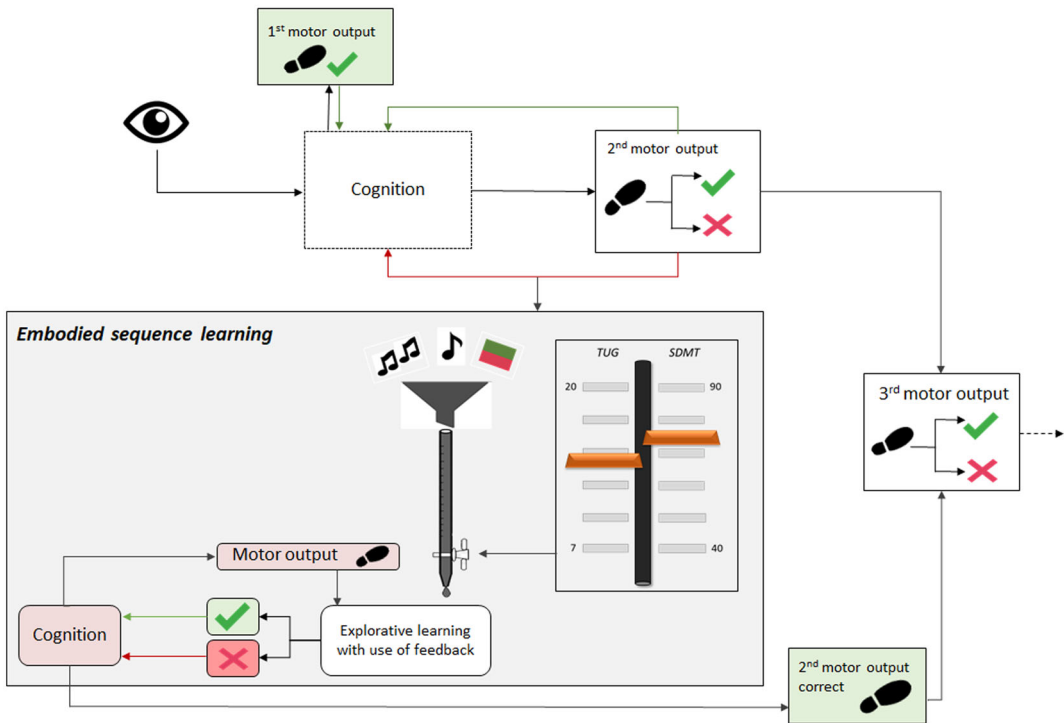 1st motor output
Cognition
2nd motor output
Embodied sequence learning
TUG SDMT
20 90
7 40
3rd motor output
Motor output
Cognition
Explorative learning
with use of feedback
2nd motor output
correct